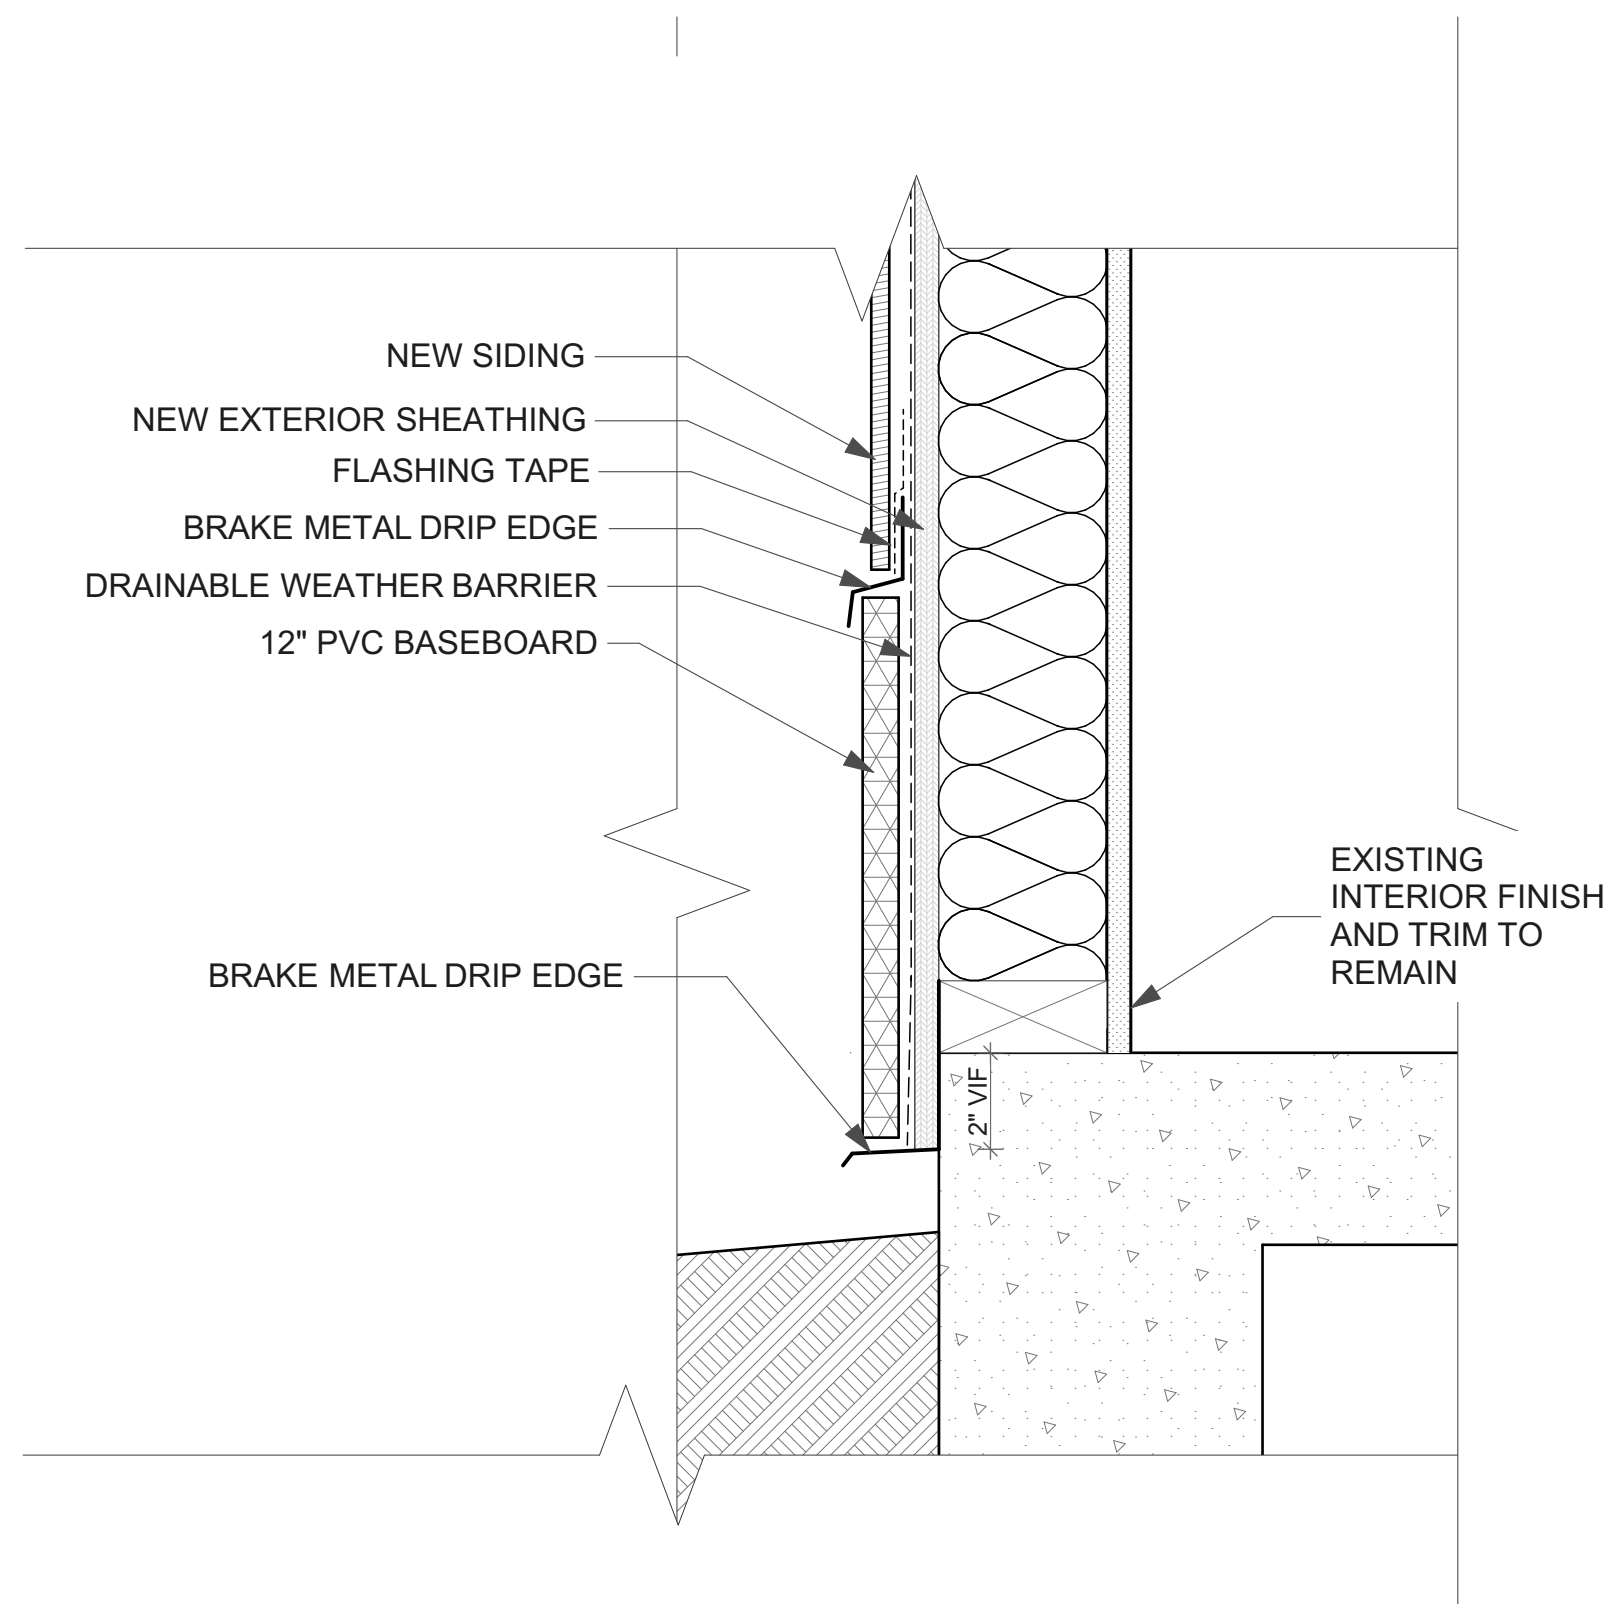 NEW SIDING
NEW EXTERIOR SHEATHING
FLASHING TAPE
BRAKE METAL DRIP EDGE
DRAINABLE WEATHER BARRIER
12" PVC BASEBOARD
EXISTING
INTERIOR FINISH
AND TRIM TO
REMAIN
BRAKE METAL DRIP EDGE
2" VIF